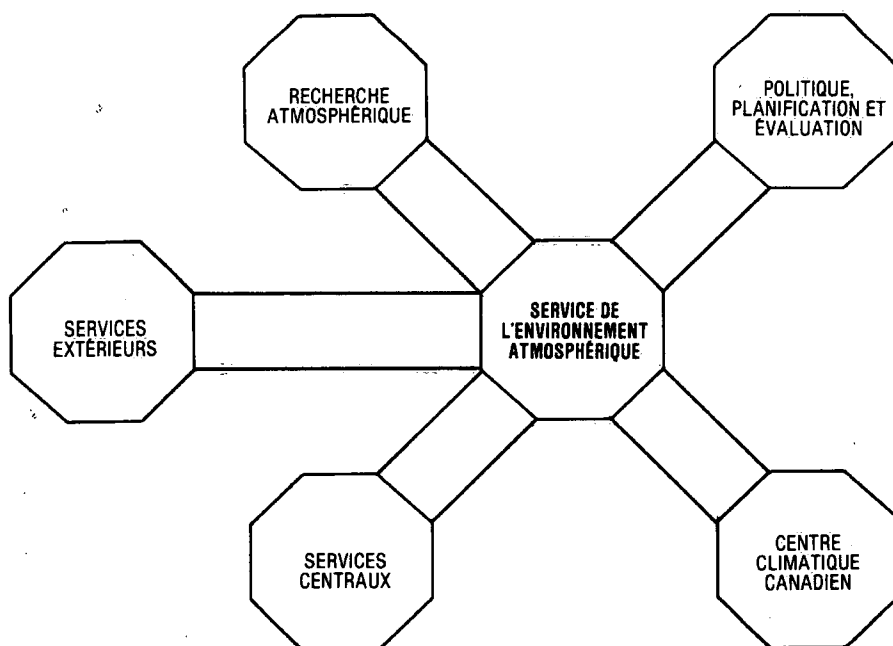 RECHERCHE
ATMOSPHÉRIQUE
POLITIQUE,
PLANIFICATION ET
ÉVALUATION
SERVICES
EXTÉRIEURS
SERVICE DE
L'ENVIRONNEMENT
ATMOSPHÉRIQUE
SERVICES
CENTRAUX
CENTRE
CLIMATIQUE
CANADIEN